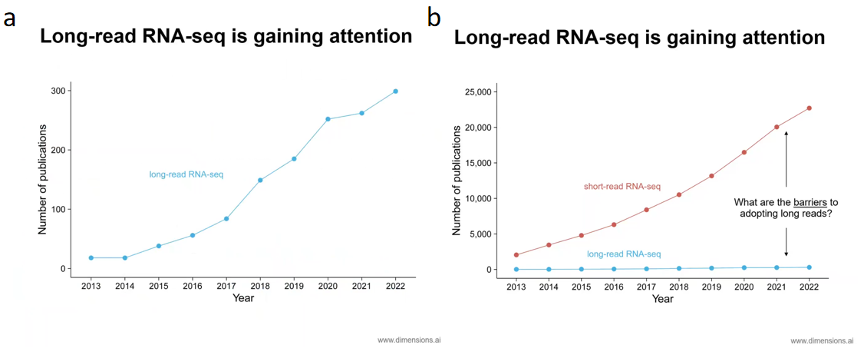 a
Long-read RNA-seq is gaining attention
Number of publications
300
200
100
0
long-read RNA-seq
2013 2014 2015 2016 2017 2018 2019 2020 2021 2022
Year
www.dimensions.ai
b
Long-read RNA-seq is gaining attention
Number of publications
25,000
20,000
15,000
10,000
5,000
0
short-read RNA-seq
What are the barriers to
adopting long reads?
long-read RNA-seq
2013 2014 2015 2016 2017 2018 2019 2020 2021 2022
Year
www.dimensions.ai